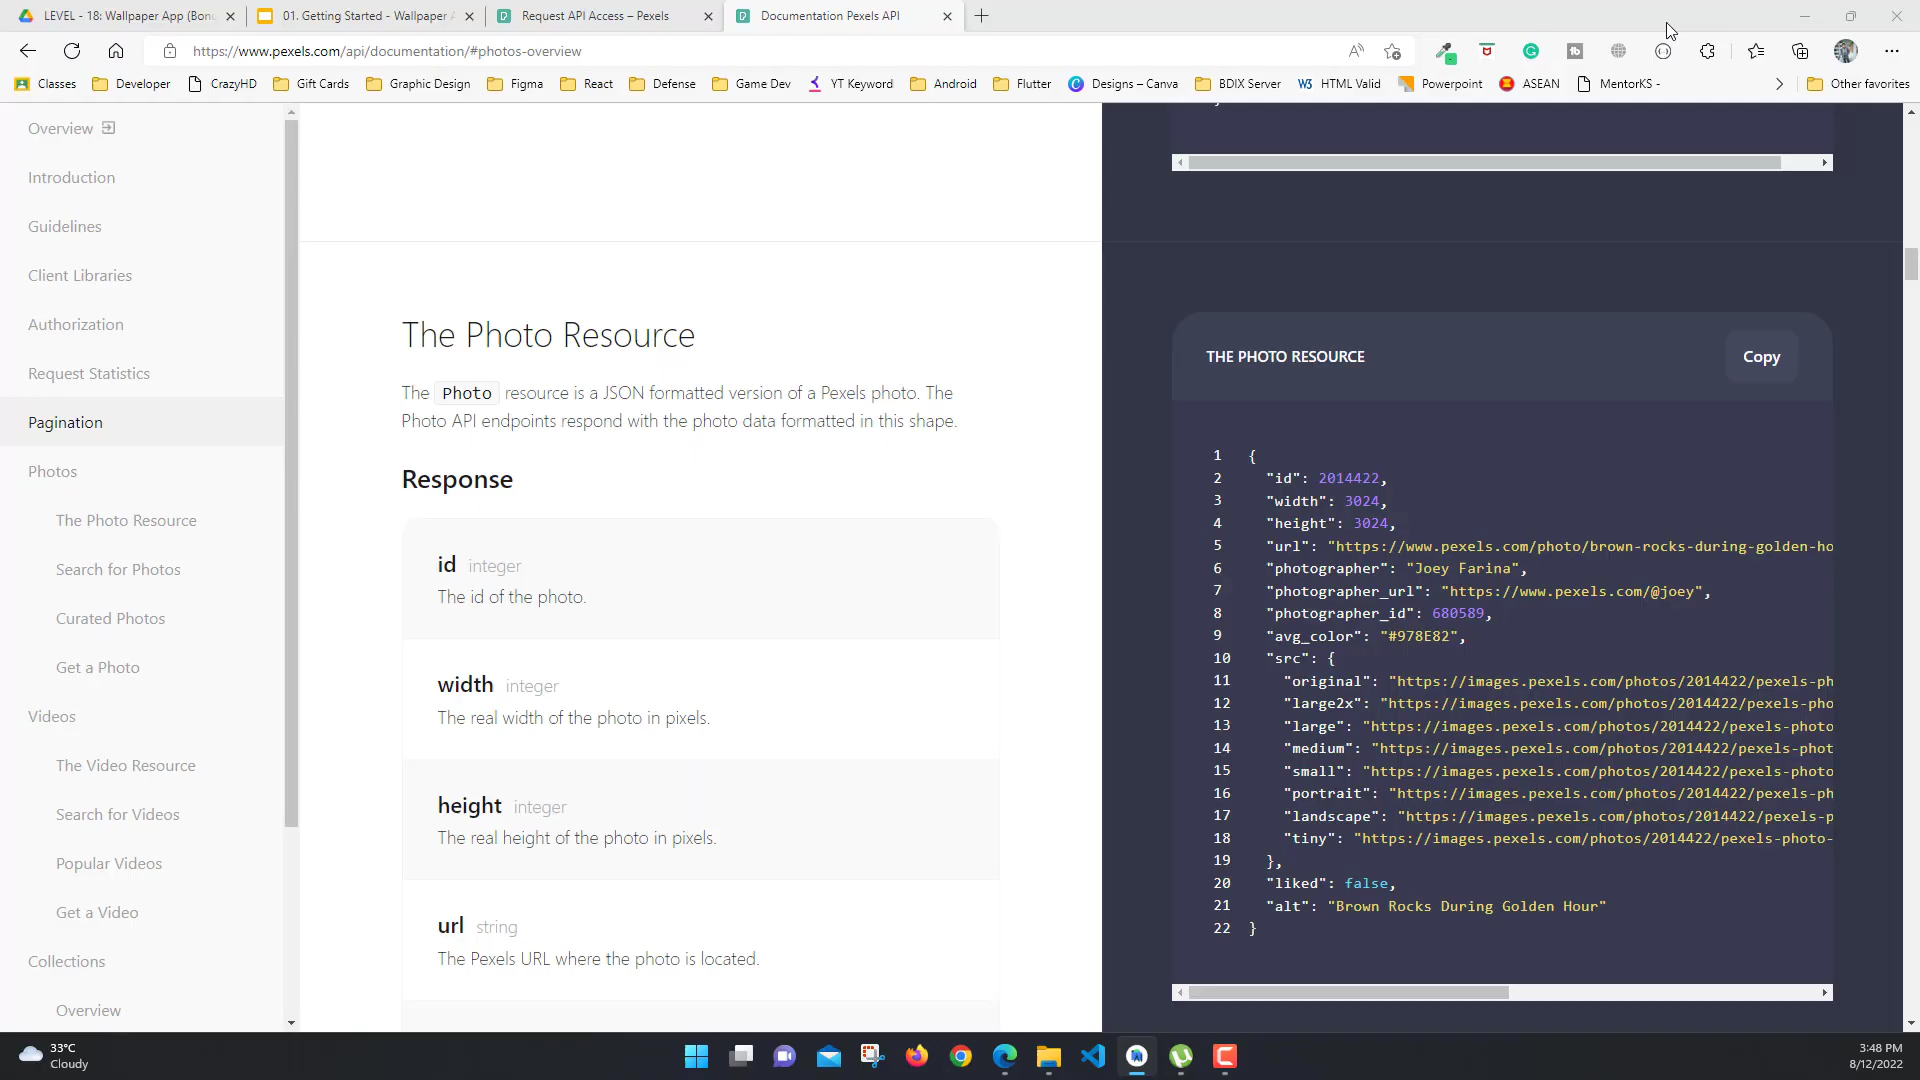 LEVEL - 18: Wallpaper App (Bon
01. Getting Started - Wallpaper A
Request API Access – Pexels
Documentation Pexels API
https://www.pexels.com/api/documentation/#photos-overview
Classes
Developer
CrazyHD
Gift Cards
Graphic Design
Figma
React
Defense
Game Dev
YT Keyword
Android
Flutter
Designs – Canva
BDIX Server
W3 HTML Valid
Powerpoint
ASEAN
MentorKS -
Other favorites
Overview
Introduction
Guidelines
Client Libraries
Authorization
Request Statistics
Pagination
Photos
The Photo Resource
Search for Photos
Curated Photos
Get a Photo
Videos
The Video Resource
Search for Videos
Popular Videos
Get a Video
Collections
Overview
The Photo Resource
The Photo resource is a JSON formatted version of a Pexels photo. The
Photo API endpoints respond with the photo data formatted in this shape.
Response
id integer
The id of the photo.
width integer
The real width of the photo in pixels.
height integer
The real height of the photo in pixels.
url string
The Pexels URL where the photo is located.
THE PHOTO RESOURCE
Copy
1 {
2 "id": 2014422,
3 "width": 3024,
4 "height": 3024,
5 "url": "https://www.pexels.com/photo/brown-rocks-during-golden-ho
6 "photographer": "Joey Farina",
7 "photographer_url": "https://www.pexels.com/@joey",
8 "photographer_id": 680589,
9 "avg_color": "#978E82",
10 "src": {
11 "original": "https://images.pexels.com/photos/2014422/pexels-ph
12 "large2x": "https://images.pexels.com/photos/2014422/pexels-pho
13 "large": "https://images.pexels.com/photos/2014422/pexels-photo
14 "medium": "https://images.pexels.com/photos/2014422/pexels-phot
15 "small": "https://images.pexels.com/photos/2014422/pexels-photo
16 "portrait": "https://images.pexels.com/photos/2014422/pexels-ph
17 "landscape": "https://images.pexels.com/photos/2014422/pexels-p
18 "tiny": "https://images.pexels.com/photos/2014422/pexels-photo-
19 },
20 "liked": false,
21 "alt": "Brown Rocks During Golden Hour"
22 }
33°C
Cloudy
3:48 PM
8/12/2022